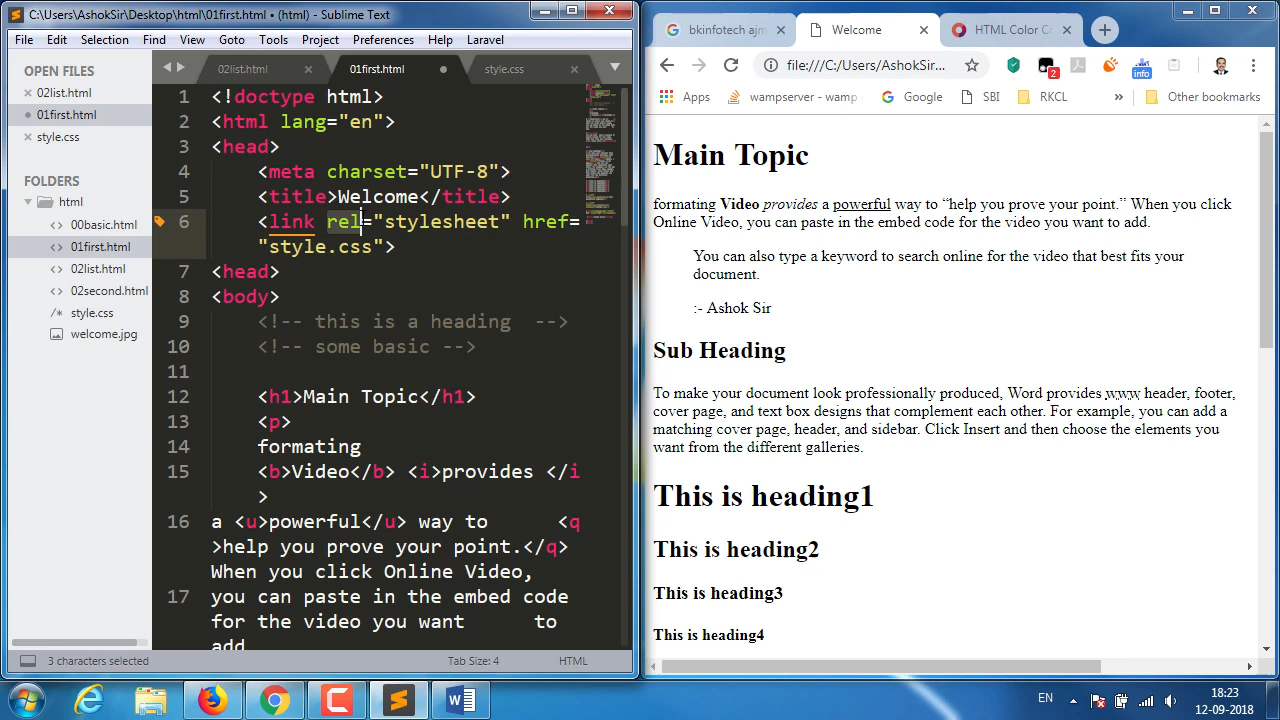 C:\Users\AshokSir\Desktop\html\01first.html • (html) - Sublime Text
File Edit Selection Find View Goto Tools Project Preferences Help Laravel
OPEN FILES
02list.html
01first.html
style.css
FOLDERS
html
00basic.html
01first.html
02list.html
02second.html
style.css
welcome.jpg
02list.html 01first.html style.css
1 <!doctype html>
2 <html lang="en">
3 <head>
4 <meta charset="UTF-8">
5 <title>Welcome</title>
6 <link rel="stylesheet" href=
"style.css">
7 <head>
8 <body>
9 <!-- this is a heading -->
10 <!-- some basic -->
11
12 <h1>Main Topic</h1>
13 <p>
14 formating
15 <b>Video</b> <i>provides </i
>
16 a <u>powerful</u> way to <q
>help you prove your point.</q>
When you click Online Video,
17 you can paste in the embed code
for the video you want to
add
3 characters selected Tab Size: 4 HTML
bkinfotech ajm Welcome HTML Color Co
file:///C:/Users/AshokSir... 2 info
Apps wampserver - wamp Google SBI RKCL » Other bookmarks
Main Topic
formating Video provides a powerful way to “help you prove your point.” When you click
Online Video, you can paste in the embed code for the video you want to add.
You can also type a keyword to search online for the video that best fits your
document.
:- Ashok Sir
Sub Heading
To make your document look professionally produced, Word provides www header, footer,
cover page, and text box designs that complement each other. For example, you can add a
matching cover page, header, and sidebar. Click Insert and then choose the elements you
want from the different galleries.
This is heading1
This is heading2
This is heading3
This is heading4
EN 18:23
12-09-2018